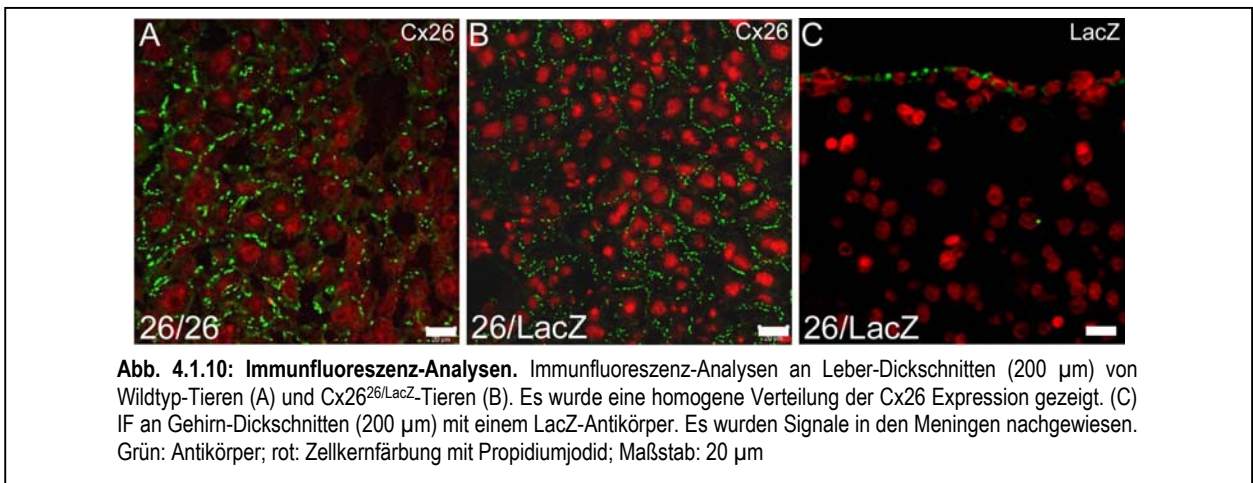 A Cx26
B Cx26
C LacZ
26/26
26/LacZ
26/LacZ
Abb. 4.1.10: Immunfluoreszenz-Analysen. Immunfluoreszenz-Analysen an Leber-Dickschnitten (200 µm) von
Wildtyp-Tieren (A) und Cx2626/LacZ-Tieren (B). Es wurde eine homogene Verteilung der Cx26 Expression gezeigt. (C)
IF an Gehirn-Dickschnitten (200 µm) mit einem LacZ-Antikörper. Es wurden Signale in den Meningen nachgewiesen.
Grün: Antikörper; rot: Zellkernfärbung mit Propidiumjodid; Maßstab: 20 µm